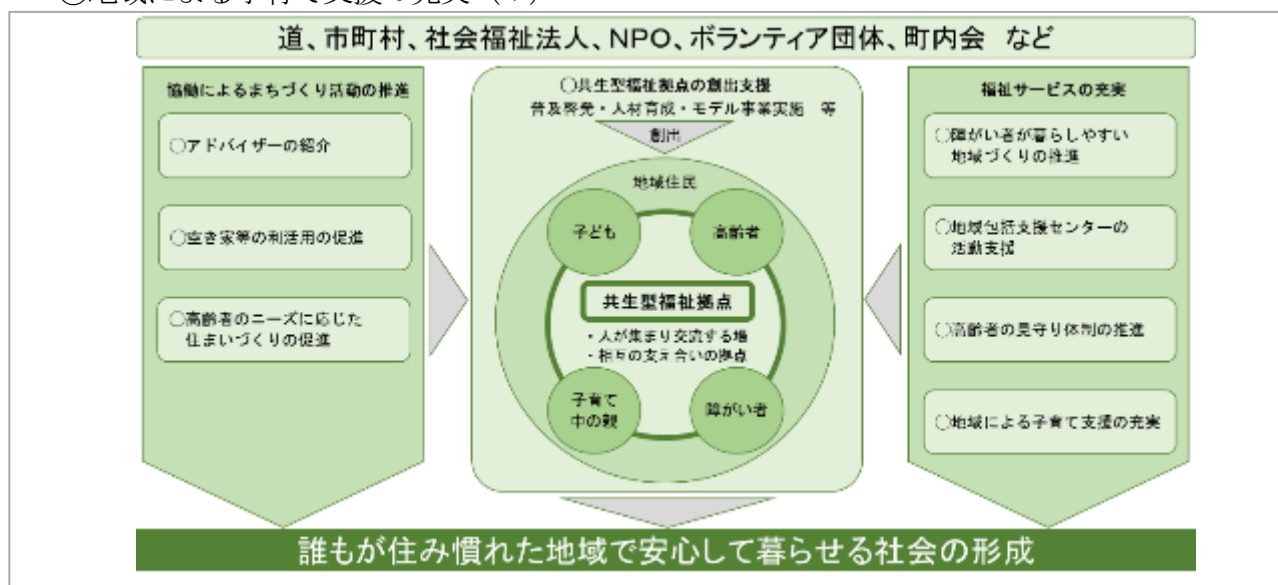 ○地域による子育て支援の充実
道、市町村、社会福祉法人、NPO、ボランティア団体、町内会　など
協働によるまちづくり活動の推進
○アドバイザーの紹介
○空き家等の利活用の促進
○高齢者のニーズに応じた
住まいづくりの促進
○共生型福祉拠点の創出支援
普及啓発・人材育成・モデル事業実施　等
創出
地域住民
子ども
高齢者
共生型福祉拠点
・人が集まり交流する場
・相互の支え合いの拠点
子育て
中の親
障がい者
福祉サービスの充実
○障がい者が暮らしやすい
地域づくりの推進
○地域包括支援センターの
活動支援
○高齢者の見守り体制の推進
○地域による子育て支援の充実
誰もが住み慣れた地域で安心して暮らせる社会の形成